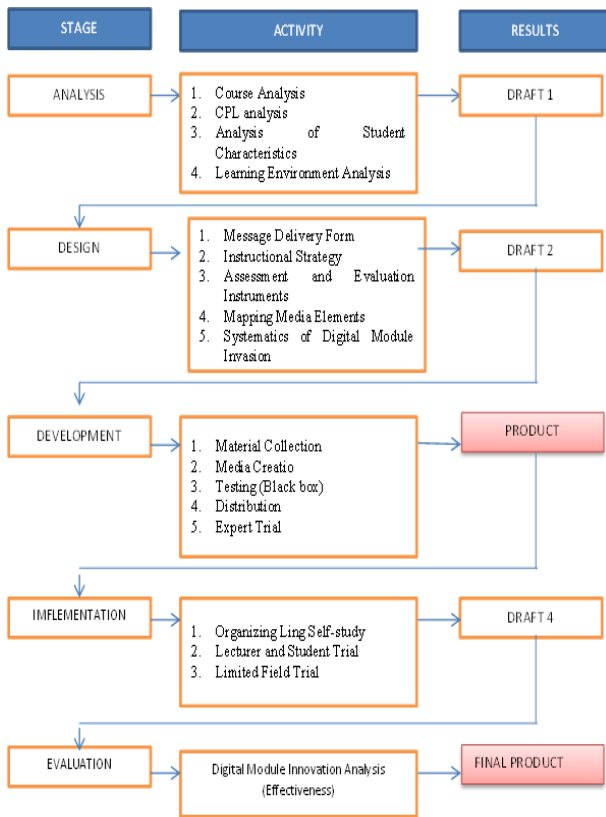 STAGE
ACTIVITY
RESULTS
ANALYSIS
1. Course Analysis
2. CPL analysis
3. Analysis of Student
Characteristics
4. Learning Environment Analysis
DRAFT 1
DESIGN
1. Message Delivery Form
2. Instructional Strategy
3. Assessment and Evaluation
Instruments
4. Mapping Media Elements
5. Systematics of Digital Module
Invasion
DRAFT 2
DEVELOPMENT
1. Material Collection
2. Media Creatio
3. Testing (Black box)
4. Distribution
5. Expert Trial
PRODUCT
IMFLEMENTATION
1. Organizing Ling Self-study
2. Lecturer and Student Trial
3. Limited Field Trial
DRAFT 4
EVALUATION
Digital Module Innovation Analysis
(Effectiveness)
FINAL PRODUCT